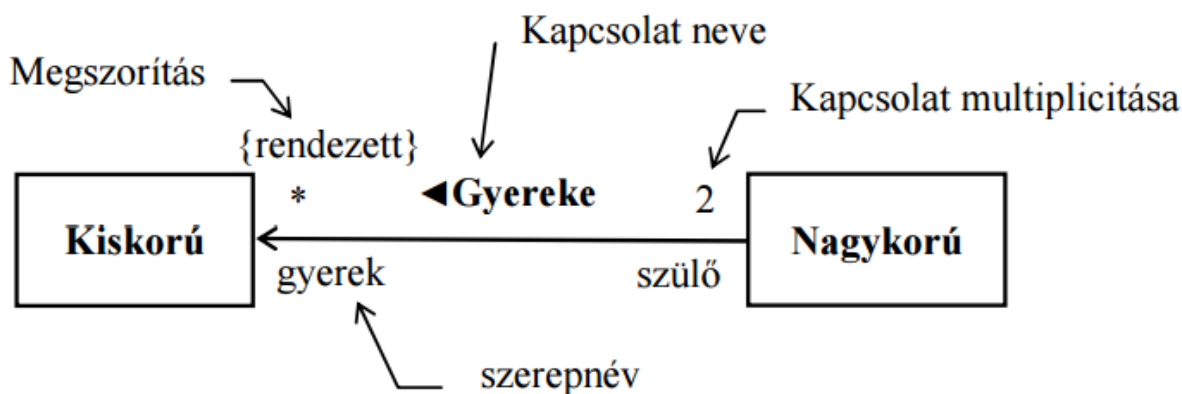 Kapcsolat neve
Megszorítás
Kapcsolat multiplicitása
{rendezett}
* ◄Gyereke 2
Kiskorú Nagykorú
gyerek szülő
szerepnév